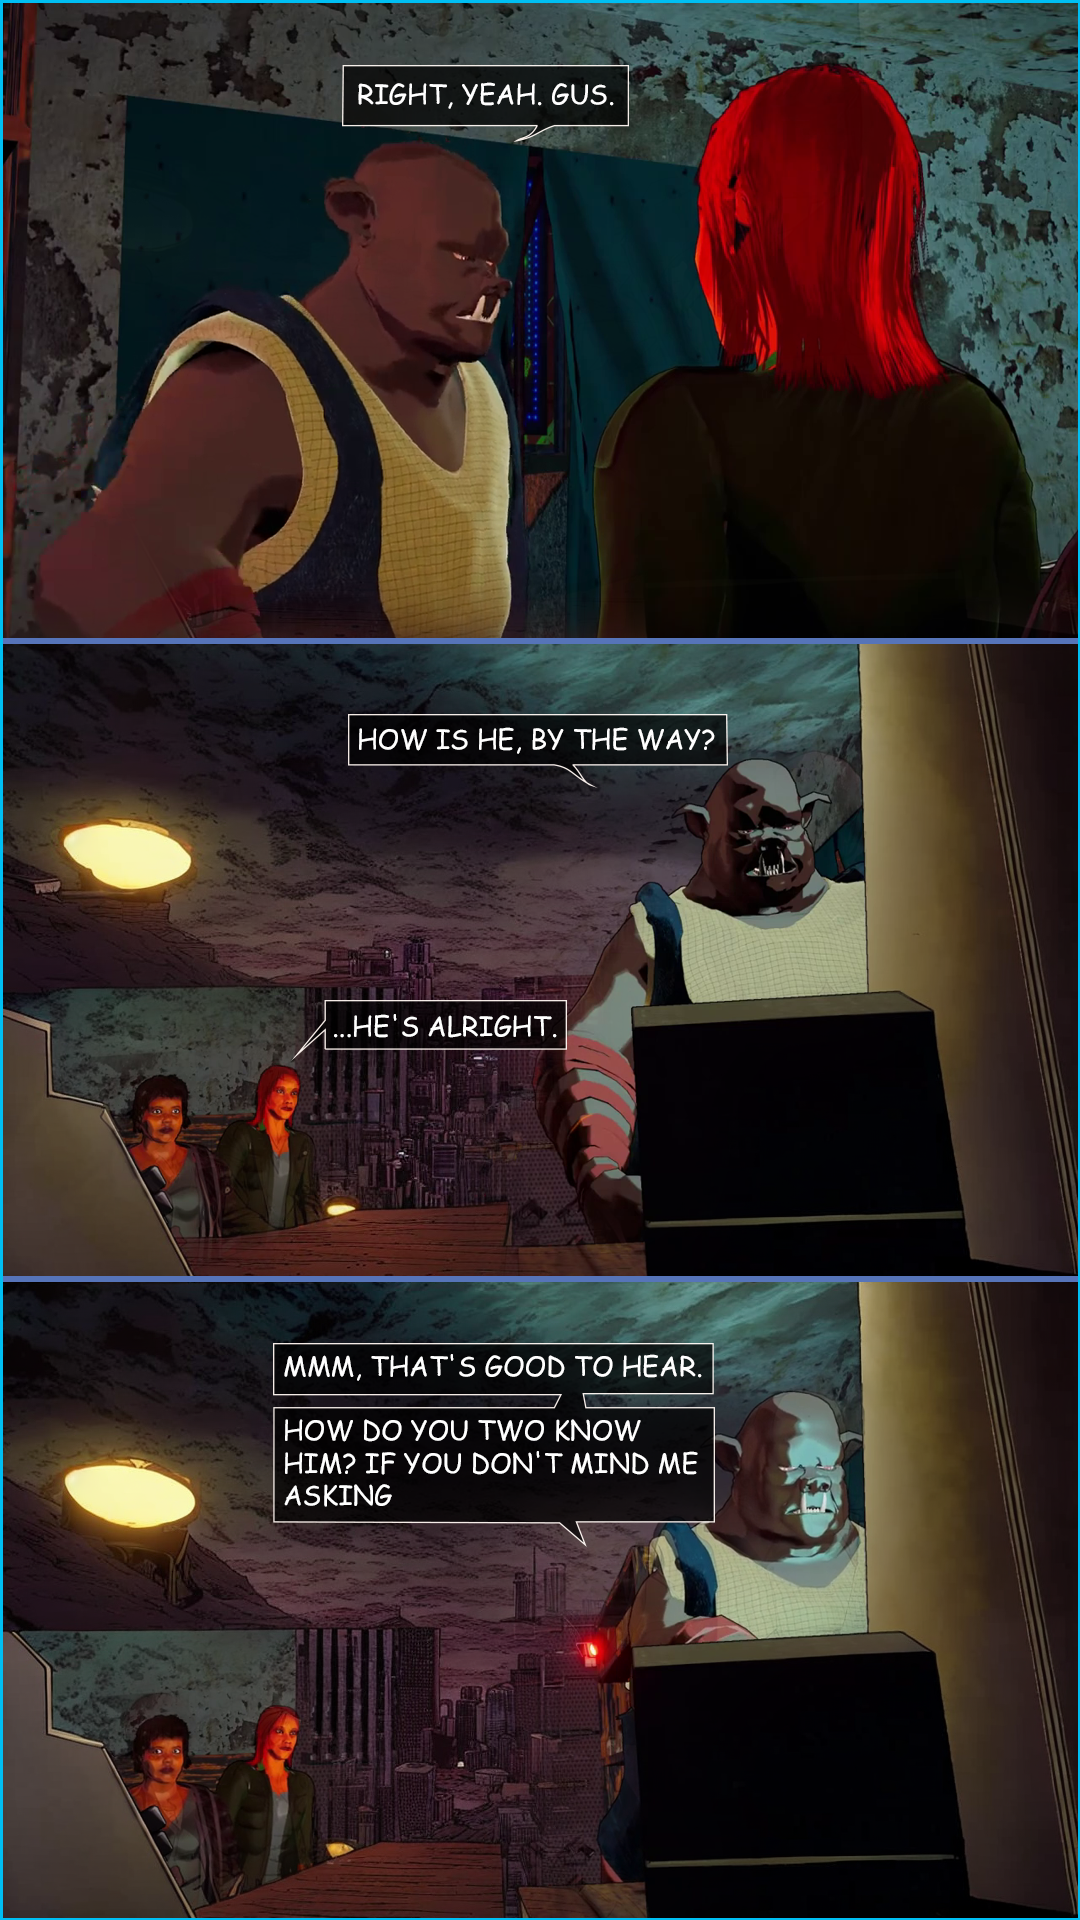 RIGHT, YEAH. GUS.
HOW IS HE, BY THE WAY?
...HE'S ALRIGHT.
MMM, THAT'S GOOD TO HEAR.
HOW DO YOU TWO KNOW
HIM? IF YOU DON'T MIND ME
ASKING